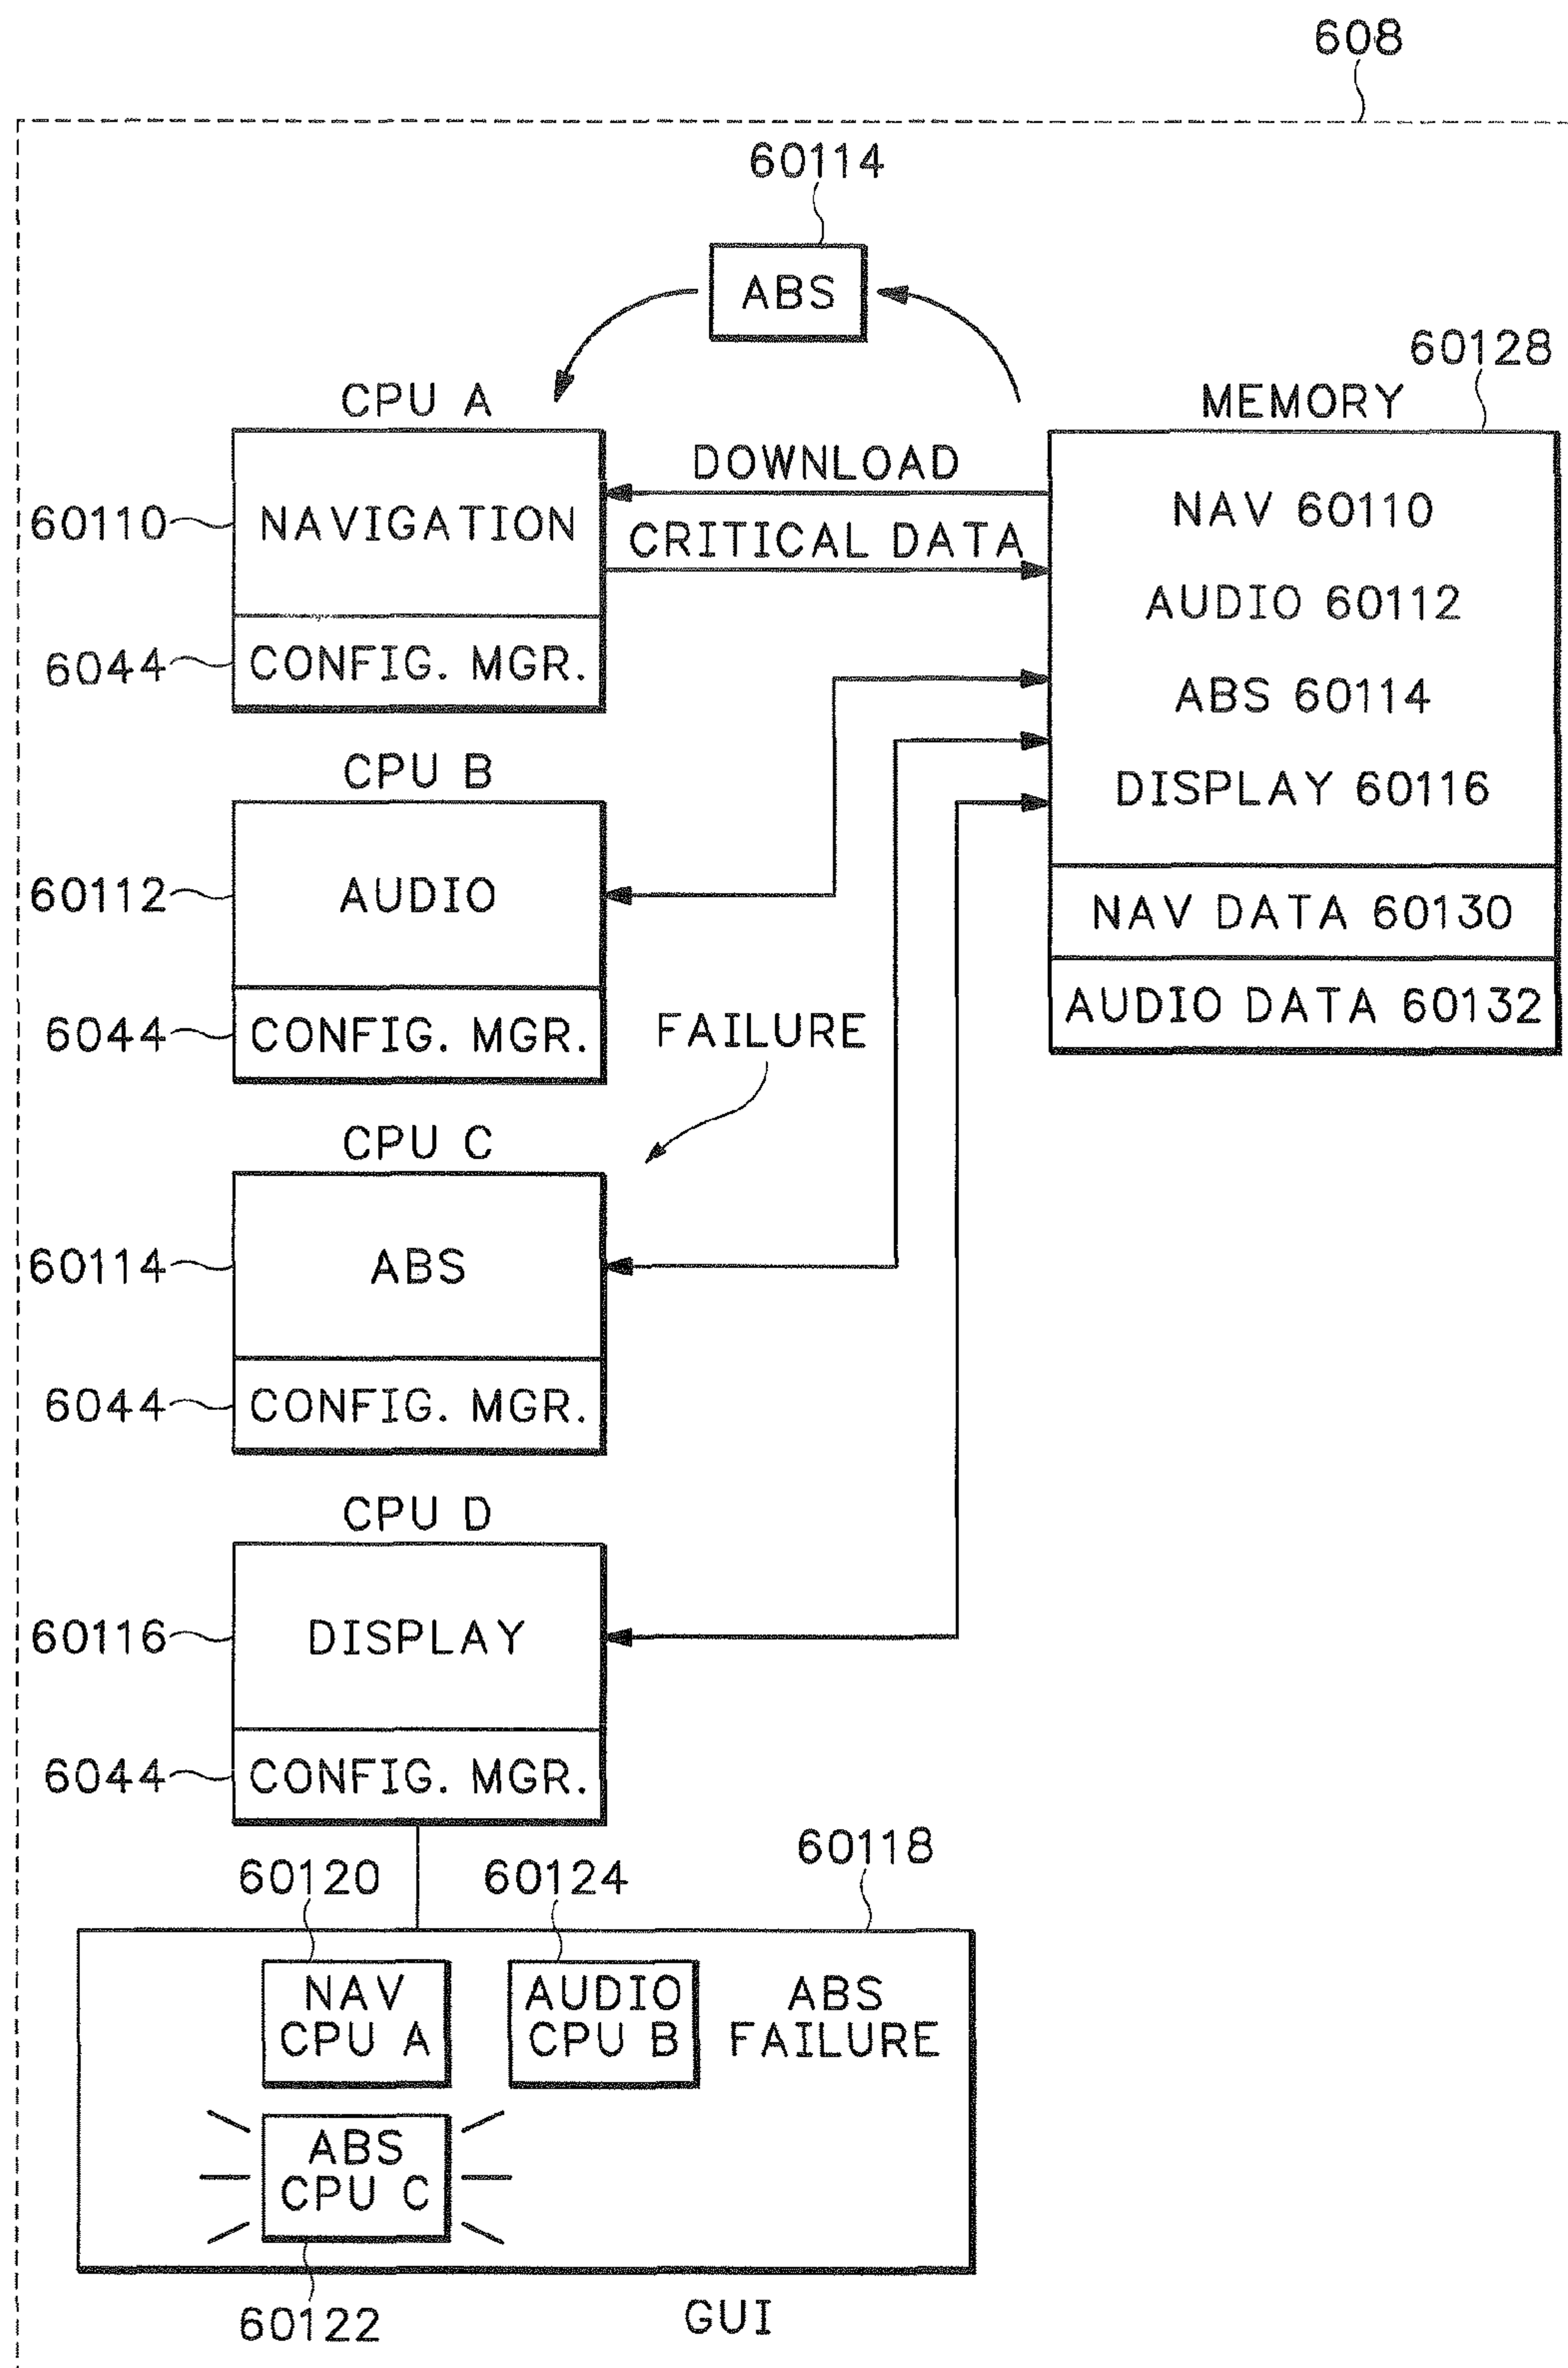 608
60114
ABS
60128
CPU A
MEMORY
DOWNLOAD
60110
NAVIGATION
CRITICAL DATA
NAV 60110
AUDIO 60112
6044
CONFIG. MGR.
ABS 60114
CPU B
DISPLAY 60116
60112
AUDIO
NAV DATA 60130
6044
CONFIG. MGR.
FAILURE
AUDIO DATA 60132
CPU C
60114
ABS
6044
CONFIG. MGR.
CPU D
60116
DISPLAY
6044
CONFIG. MGR.
60118
60120
60124
NAV
CPU A
AUDIO
CPU B
ABS
FAILURE
ABS
CPU C
60122
GUI